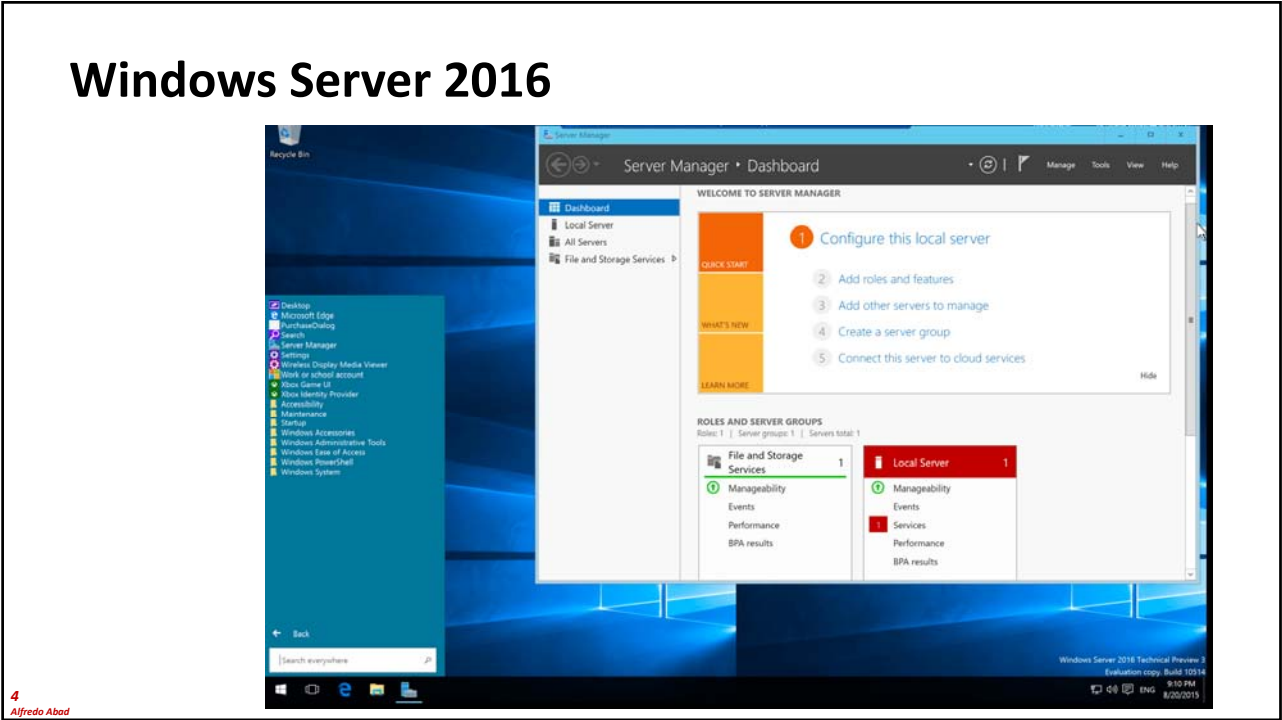 Windows Server 2016
Recycle Bin
Server Manager
Server Manager • Dashboard
Manage Tools View Help
Dashboard
Local Server
All Servers
File and Storage Services
WELCOME TO SERVER MANAGER
QUICK START
WHAT'S NEW
LEARN MORE
1 Configure this local server
2 Add roles and features
3 Add other servers to manage
4 Create a server group
5 Connect this server to cloud services
Hide
ROLES AND SERVER GROUPS
Roles: 1 | Server groups: 1 | Servers total: 1
File and Storage
Services 1
Manageability
Events
Performance
BPA results
Local Server 1
Manageability
Events
1 Services
Performance
BPA results
Desktop
Microsoft Edge
PurchaseDialog
Search
Server Manager
Settings
Wireless Display Media Viewer
Work or school account
Xbox Game UI
Xbox Identity Provider
Accessibility
Maintenance
Startup
Windows Accessories
Windows Administrative Tools
Windows Ease of Access
Windows PowerShell
Windows System
Back
Search everywhere
Windows Server 2016 Technical Preview 3
Evaluation copy. Build 10514
ENG
9:10 PM
8/20/2015
4
Alfredo Abad